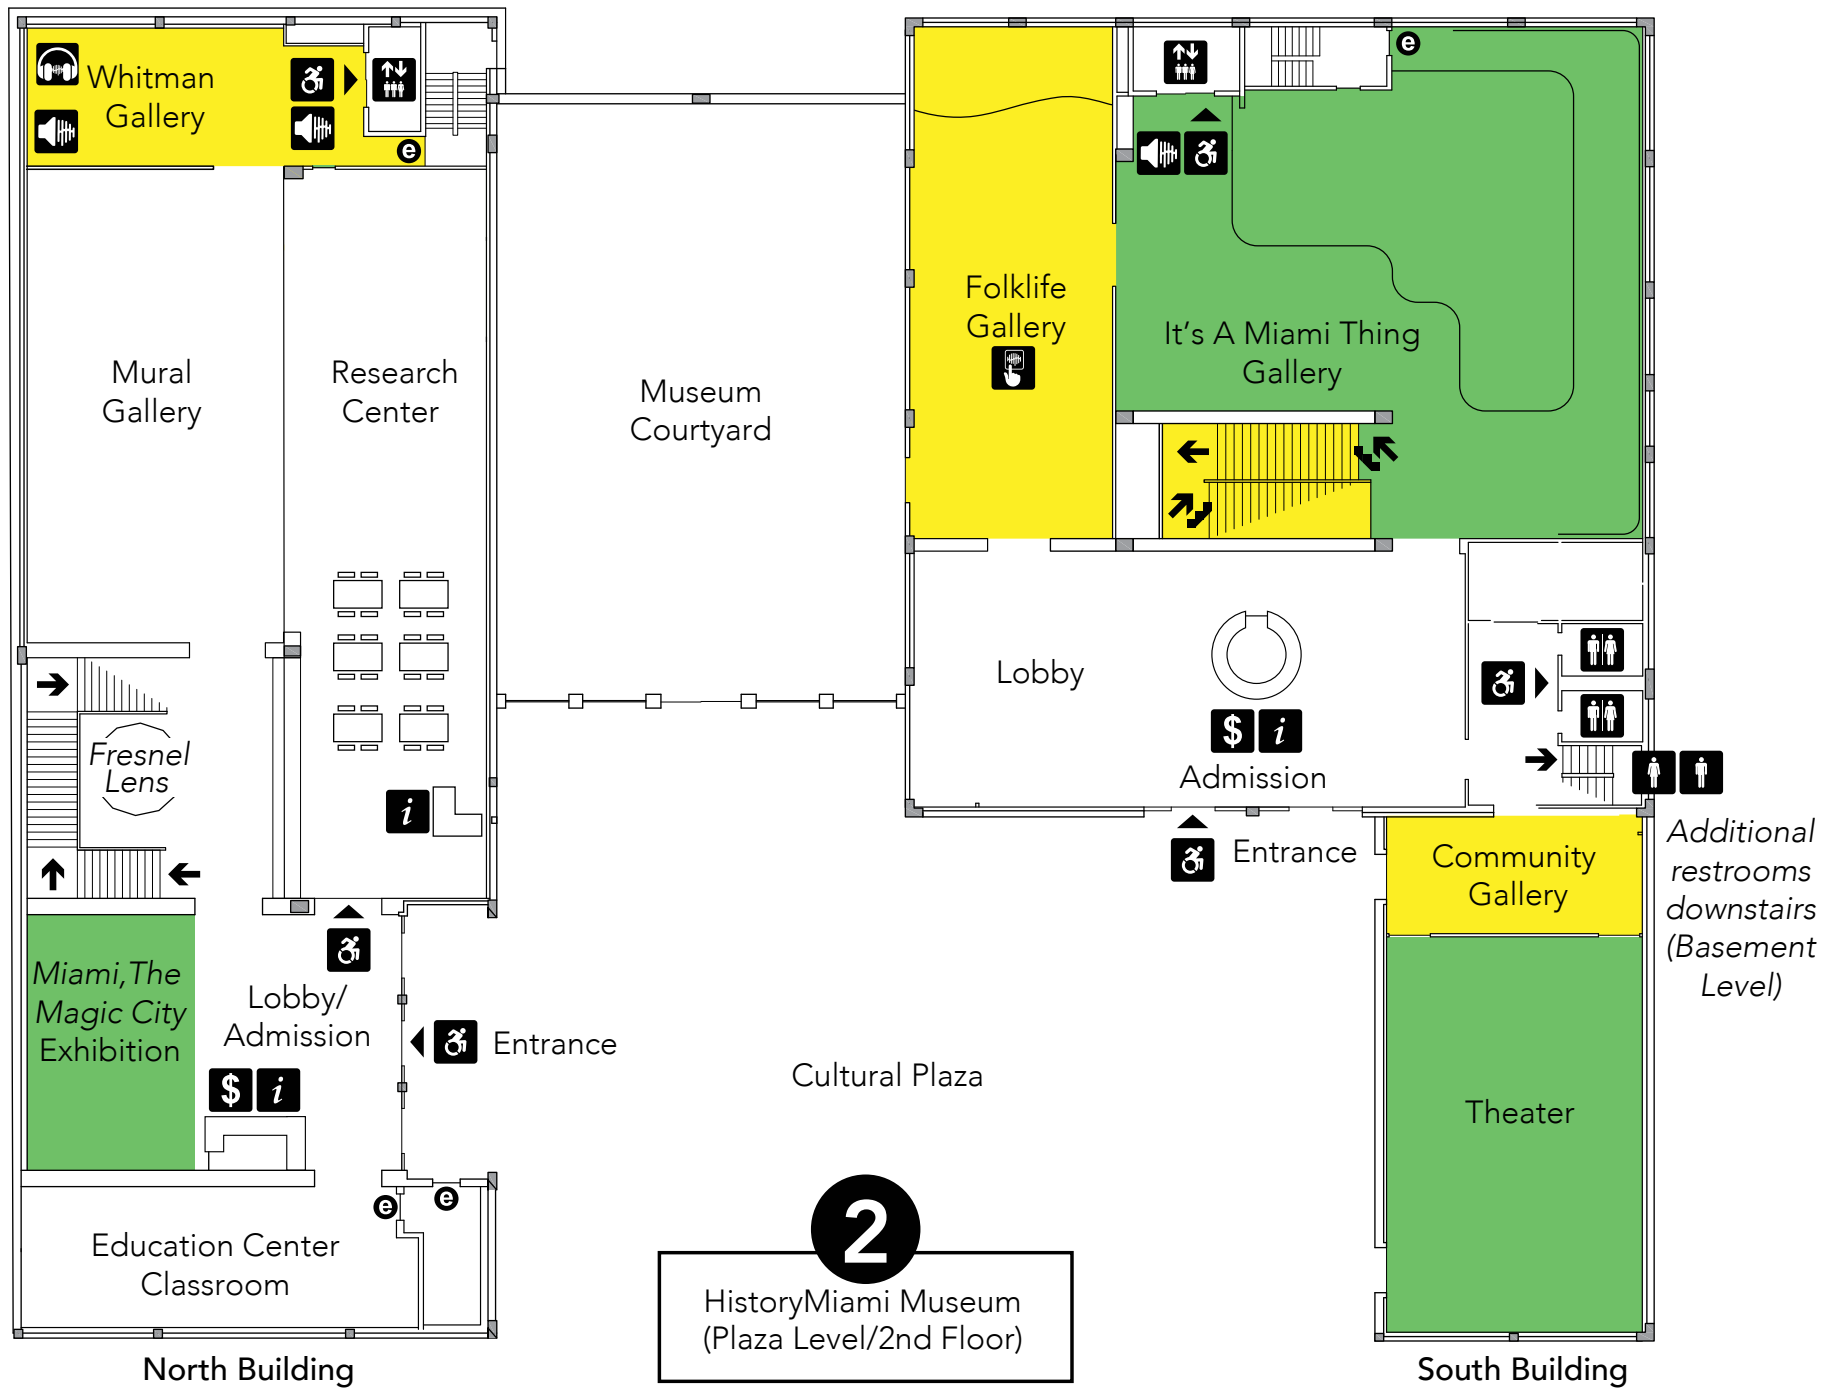 Whitman
Gallery
e
e
Mural
Gallery
Research
Center
Museum
Courtyard
Folklife
Gallery
It's A Miami Thing
Gallery
Fresnel
Lens
i
Lobby
$ i
Admission
Entrance
Additional
restrooms
downstairs
(Basement
Level)
Community
Gallery
Miami,The
Magic City
Exhibition
Lobby/
Admission
$ i
Entrance
Cultural Plaza
Theater
e
e
Education Center
Classroom
2
HistoryMiami Museum
(Plaza Level/2nd Floor)
North Building
South Building